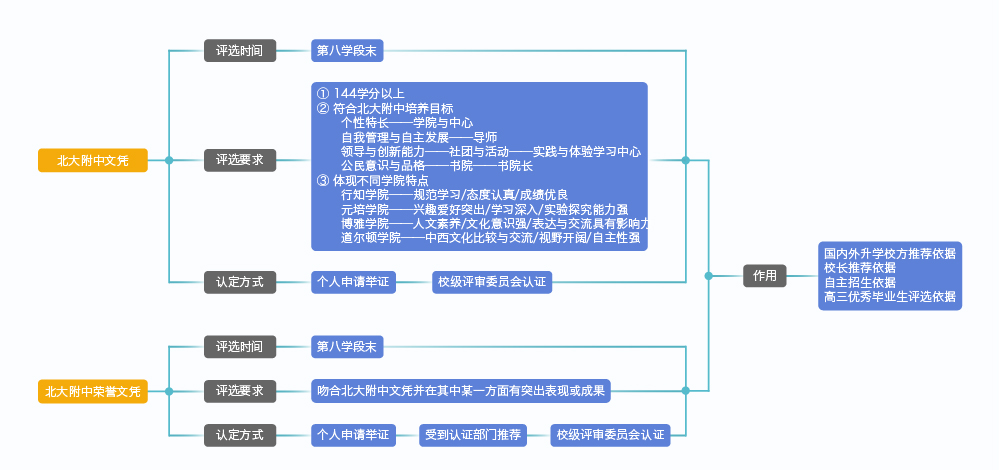 北大附中文凭
评选时间
第八学段末
评选要求
① 144学分以上
② 符合北大附中培养目标
个性特长——学院与中心
自我管理与自主发展——导师
领导与创新能力——社团与活动——实践与体验学习中心
公民意识与品格——书院——书院长
③ 体现不同学院特点
行知学院——规范学习/态度认真/成绩优良
元培学院——兴趣爱好突出/学习深入/实验探究能力强
博雅学院——人文素养/文化意识强/表达与交流具有影响力
道尔顿学院——中西文化比较与交流/视野开阔/自主性强
认定方式
个人申请举证
校级评审委员会认证
北大附中荣誉文凭
评选时间
第八学段末
评选要求
吻合北大附中文凭并在其中某一方面有突出表现或成果
认定方式
个人申请举证
受到认证部门推荐
校级评审委员会认证
作用
国内外升学校方推荐依据
校长推荐依据
自主招生依据
高三优秀毕业生评选依据